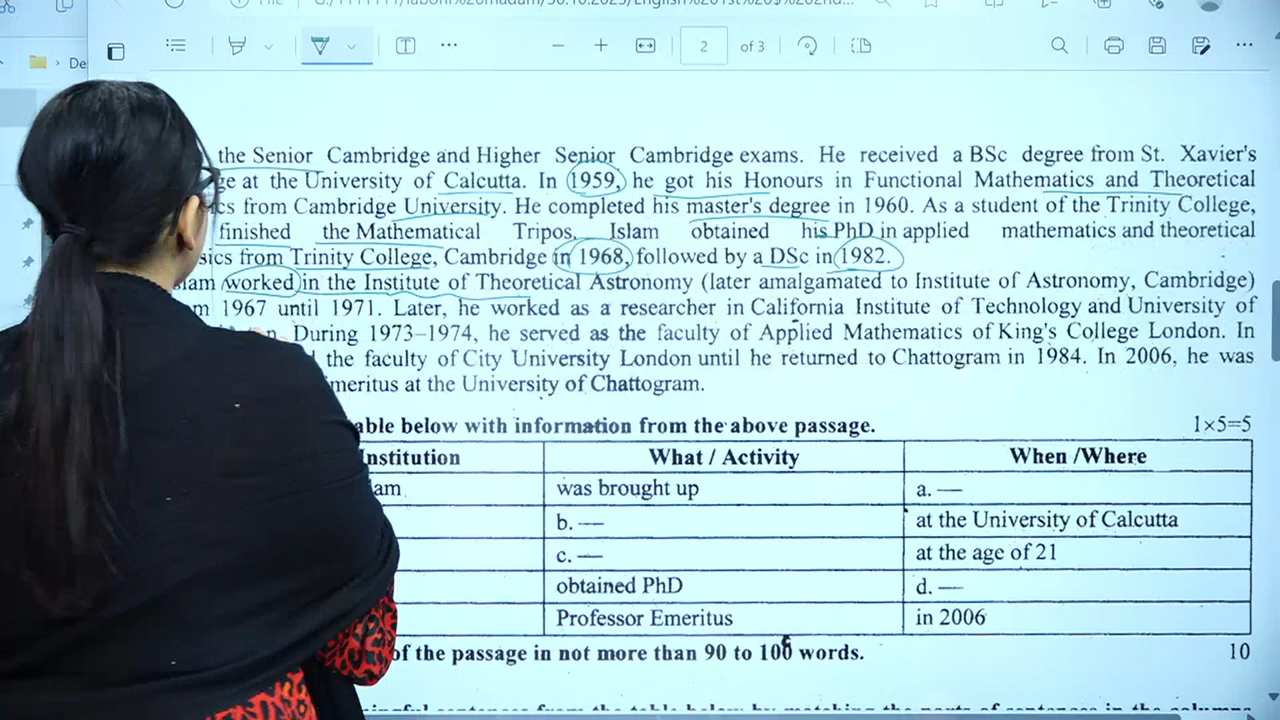 2 of 3
De
the Senior Cambridge and Higher Senior Cambridge exams. He received a BSc degree from St. Xavier's
ge at the University of Calcutta. In 1959, he got his Honours in Functional Mathematics and Theoretical
cs from Cambridge University. He completed his master's degree in 1960. As a student of the Trinity College,
finished the Mathematical Tripos. Islam obtained his PhD in applied mathematics and theoretical
sics from Trinity College, Cambridge in 1968, followed by a DSc in 1982.
lam worked in the Institute of Theoretical Astronomy (later amalgamated to Institute of Astronomy, Cambridge)
m 1967 until 1971. Later, he worked as a researcher in California Institute of Technology and University of
n. During 1973–1974, he served as the faculty of Applied Mathematics of King's College London. In
the faculty of City University London until he returned to Chattogram in 1984. In 2006, he was
meritus at the University of Chattogram.
able below with information from the above passage. 1×5=5
Institution What / Activity When /Where
am was brought up a. —
b. — at the University of Calcutta
c. — at the age of 21
obtained PhD d. —
Professor Emeritus in 2006
of the passage in not more than 90 to 100 words. 10